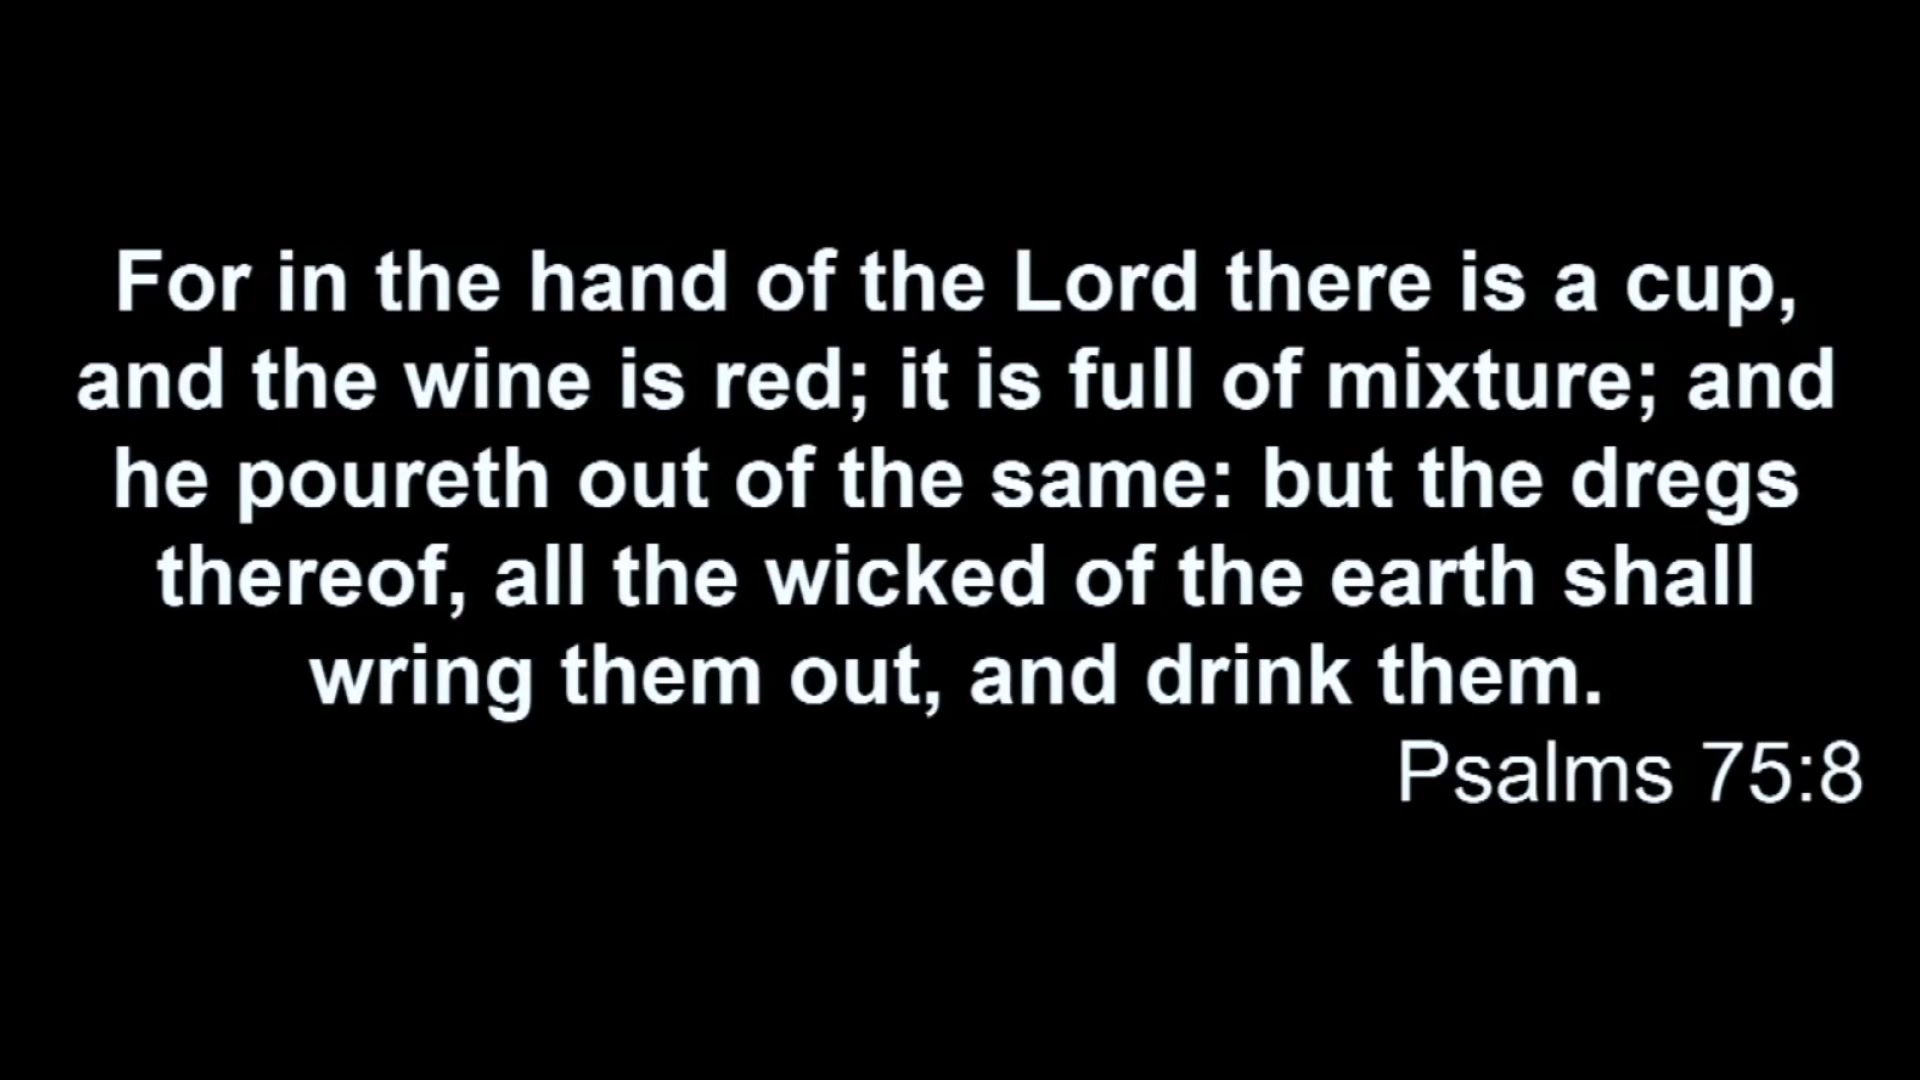 For in the hand of the Lord there is a cup,
and the wine is red; it is full of mixture; and
he poureth out of the same: but the dregs
thereof, all the wicked of the earth shall
wring them out, and drink them.
Psalms 75:8